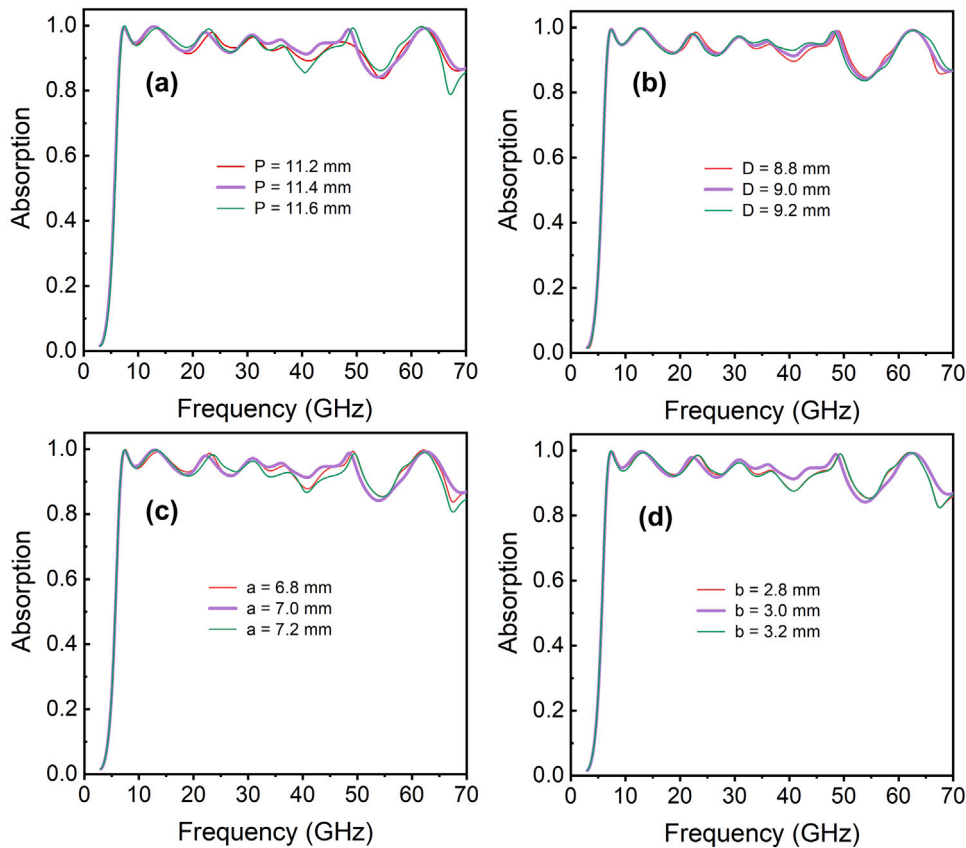 Absorption
1.0
0.8
0.6
0.4
0.2
0.0
(a)
P = 11.2 mm
P = 11.4 mm
P = 11.6 mm
0 10 20 30 40 50 60 70
Frequency (GHz)
Absorption
1.0
0.8
0.6
0.4
0.2
0.0
(b)
D = 8.8 mm
D = 9.0 mm
D = 9.2 mm
0 10 20 30 40 50 60 70
Frequency (GHz)
Absorption
1.0
0.8
0.6
0.4
0.2
0.0
(c)
a = 6.8 mm
a = 7.0 mm
a = 7.2 mm
0 10 20 30 40 50 60 70
Frequency (GHz)
Absorption
1.0
0.8
0.6
0.4
0.2
0.0
(d)
b = 2.8 mm
b = 3.0 mm
b = 3.2 mm
0 10 20 30 40 50 60 70
Frequency (GHz)